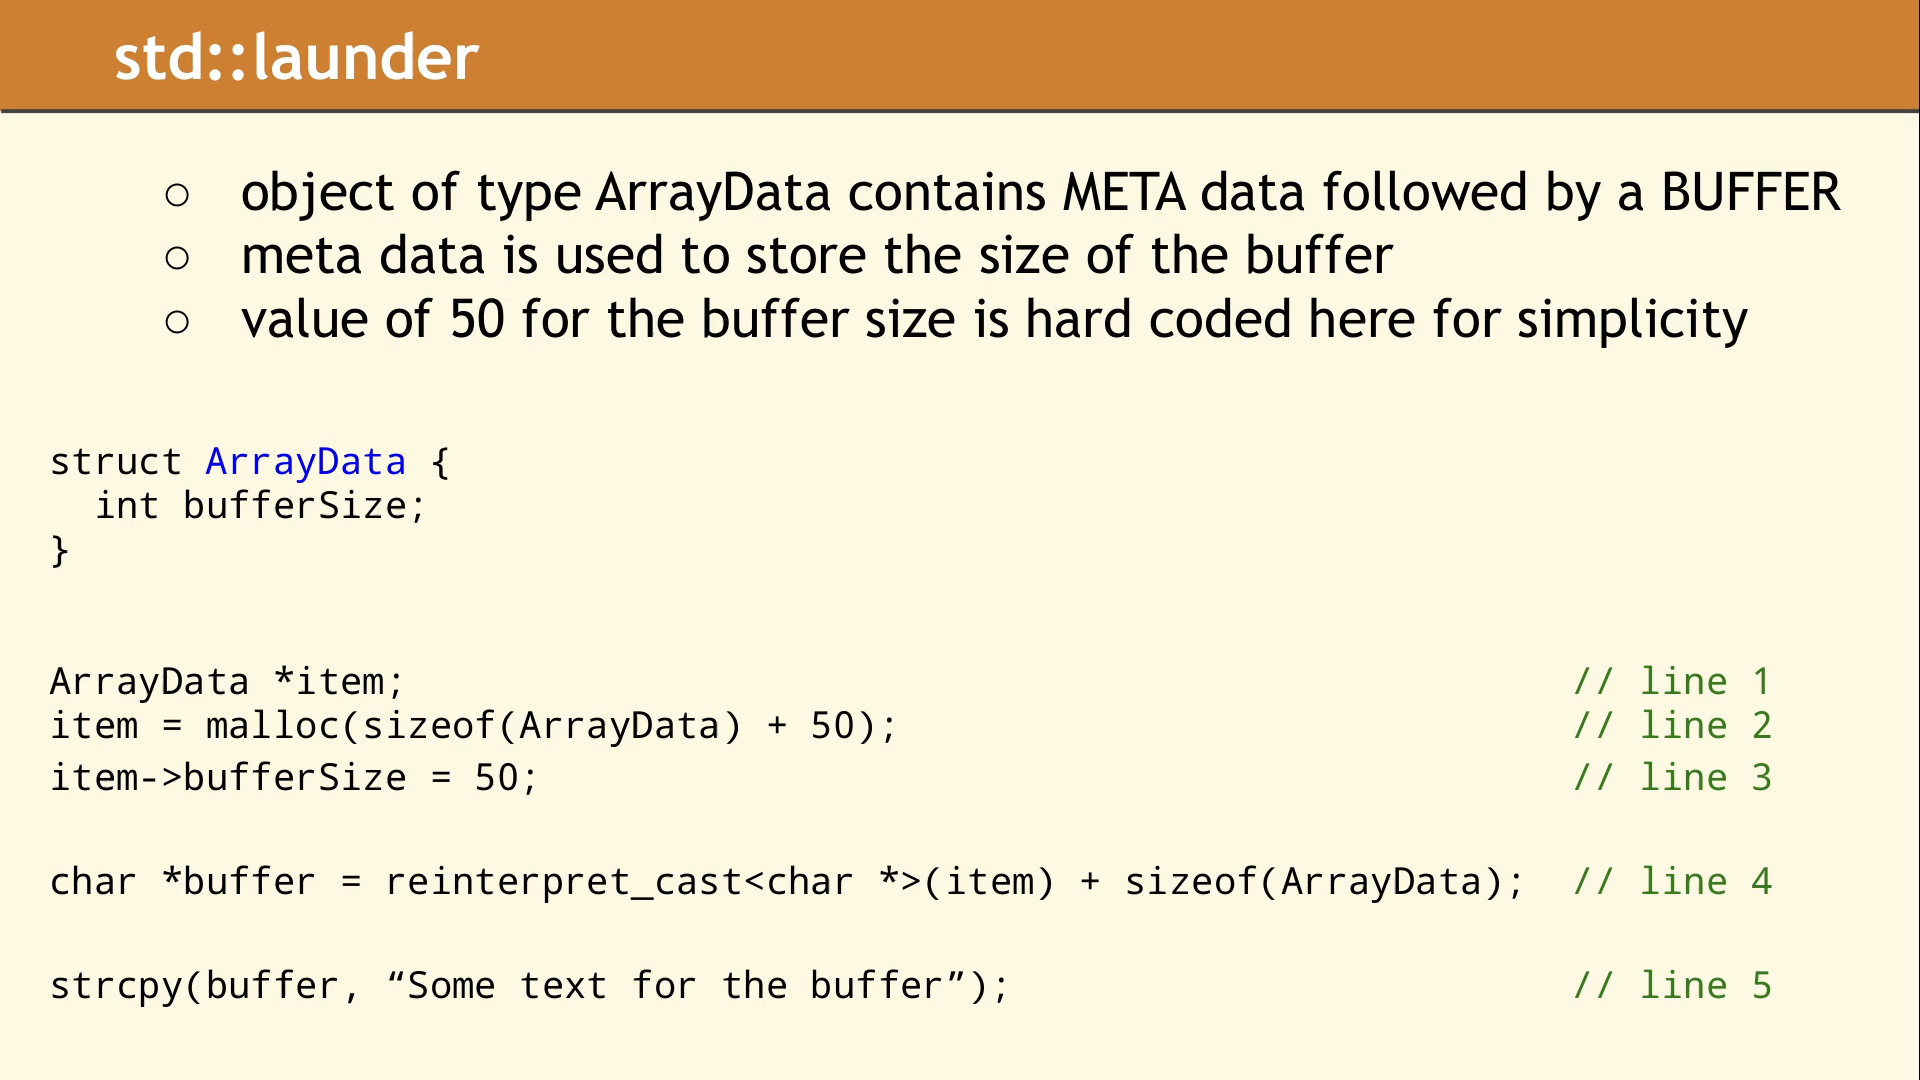 std::launder
○ object of type ArrayData contains META data followed by a BUFFER
○ meta data is used to store the size of the buffer
○ value of 50 for the buffer size is hard coded here for simplicity
struct ArrayData {
  int bufferSize;
}
ArrayData *item; // line 1
item = malloc(sizeof(ArrayData) + 50); // line 2
item->bufferSize = 50; // line 3
char *buffer = reinterpret_cast<char *>(item) + sizeof(ArrayData); // line 4
strcpy(buffer, “Some text for the buffer”); // line 5